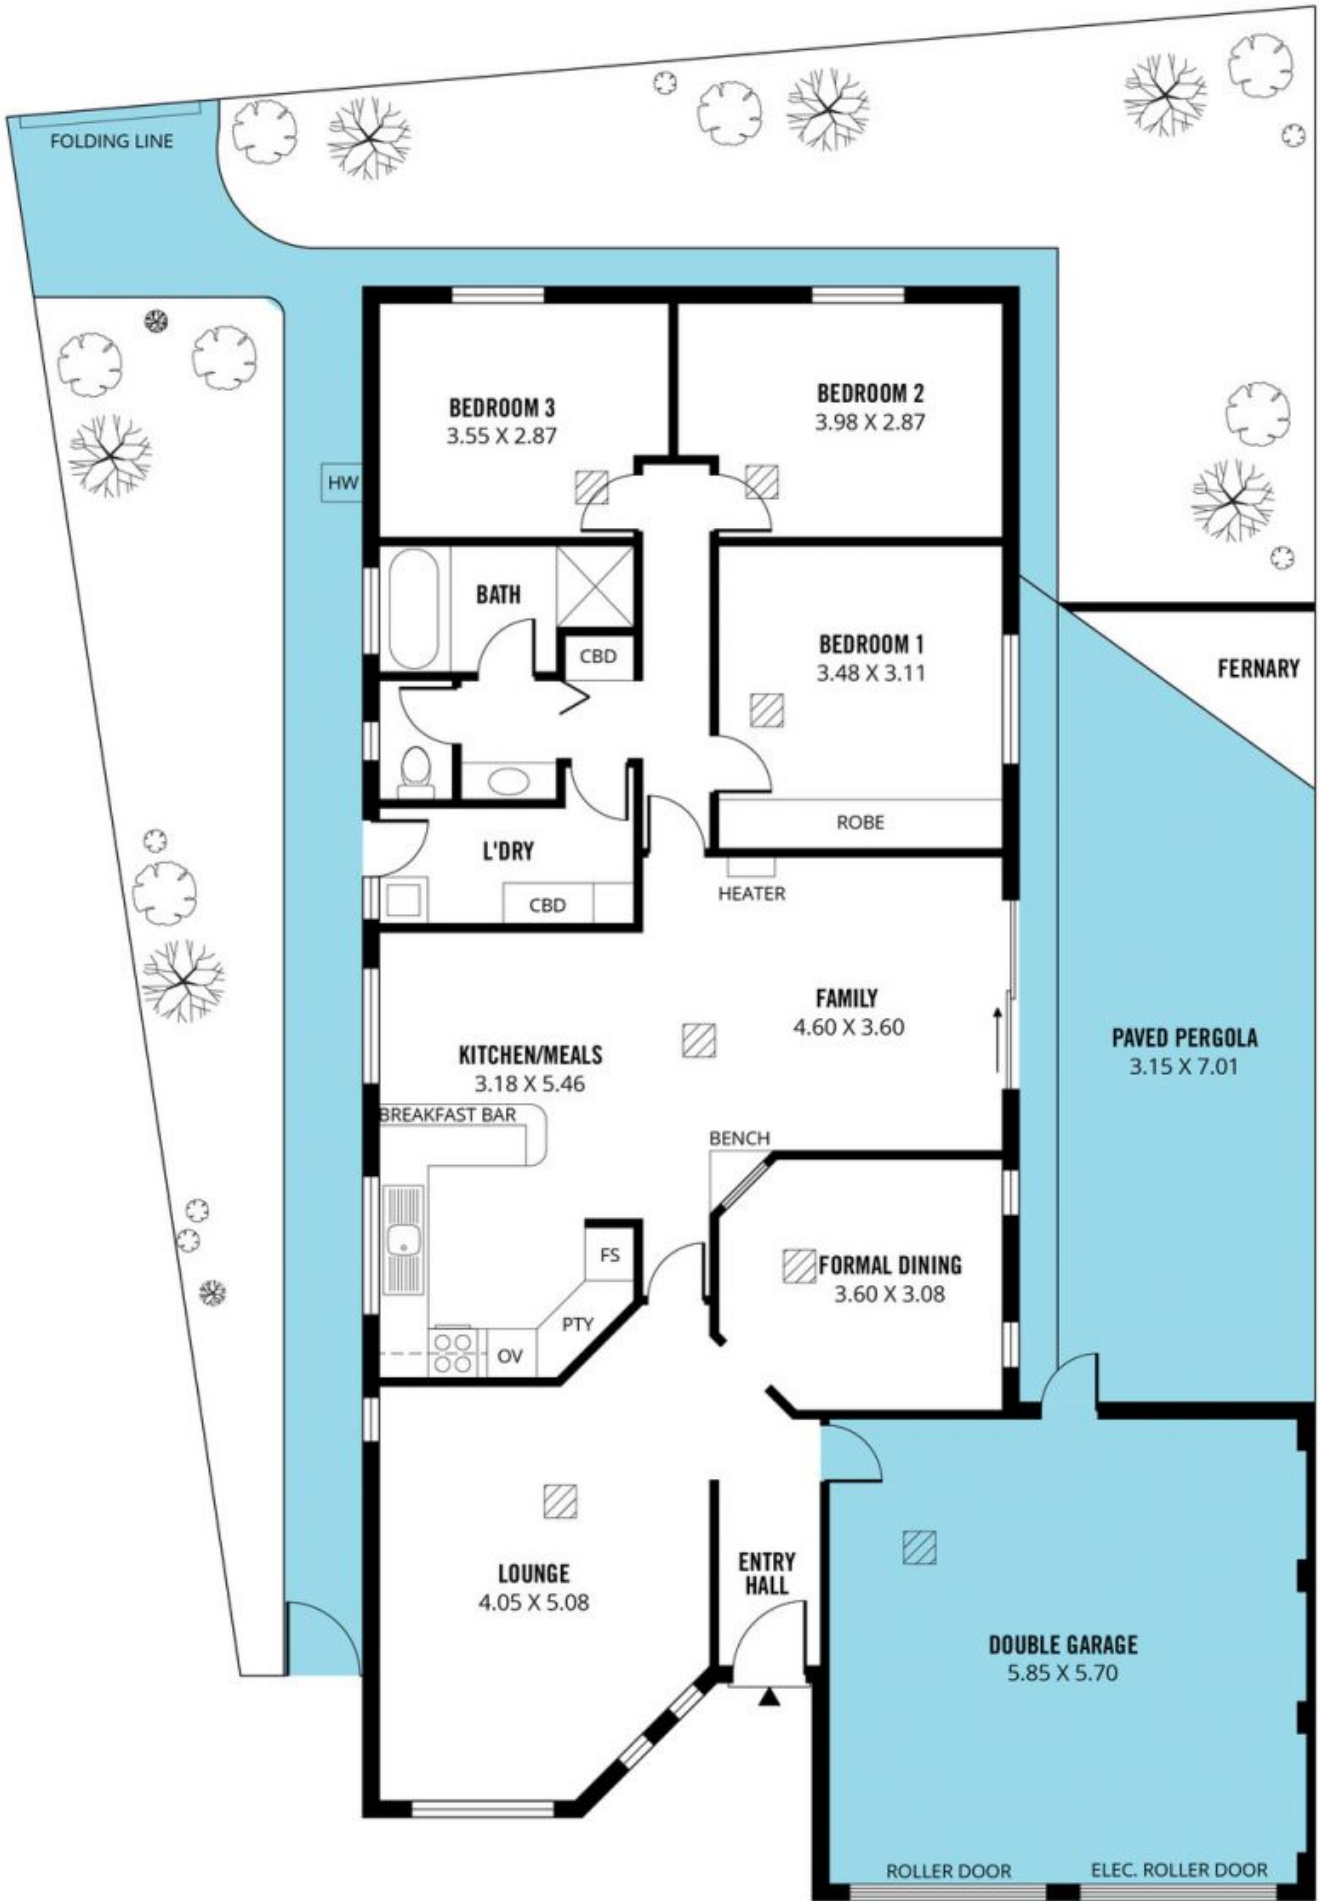 FOLDING LINE
BEDROOM 3
3.55 X 2.87
BEDROOM 2
3.98 X 2.87
HW
BATH
CBD
BEDROOM 1
3.48 X 3.11
FERNARY
ROBE
L'DRY
CBD
HEATER
FAMILY
4.60 X 3.60
KITCHEN/MEALS
3.18 X 5.46
PAVED PERGOLA
3.15 X 7.01
BREAKFAST BAR
BENCH
FS
FORMAL DINING
3.60 X 3.08
PTY
OV
LOUNGE
4.05 X 5.08
ENTRY
HALL
DOUBLE GARAGE
5.85 X 5.70
ROLLER DOOR
ELEC. ROLLER DOOR